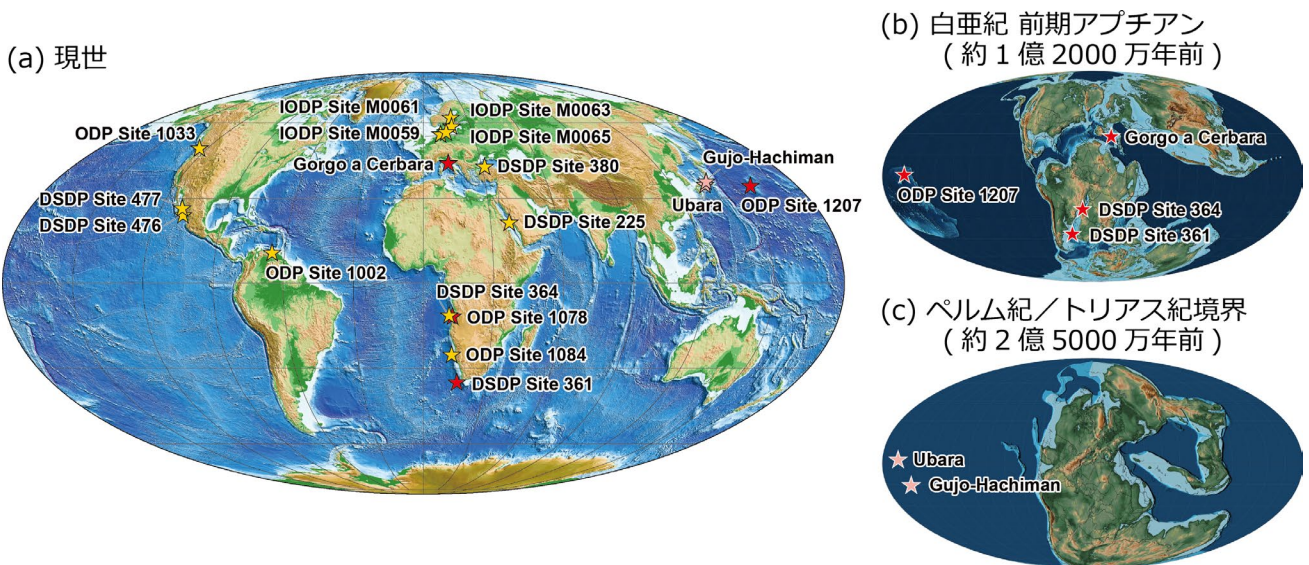 (a) 現世
IODP Site M0061
IODP Site M0063
ODP Site 1033
IODP Site M0059
IODP Site M0065
Gorgo a Cerbara
DSDP Site 380
Gujo-Hachiman
DSDP Site 477
Ubara
ODP Site 1207
DSDP Site 476
DSDP Site 225
ODP Site 1002
DSDP Site 364
ODP Site 1078
ODP Site 1084
DSDP Site 361
(b) 白亜紀 前期アプチアン
( 約 1 億 2000 万年前 )
Gorgo a Cerbara
ODP Site 1207
DSDP Site 364
DSDP Site 361
(c) ペルム紀／トリアス紀境界
( 約 2 億 5000 万年前 )
Ubara
Gujo-Hachiman